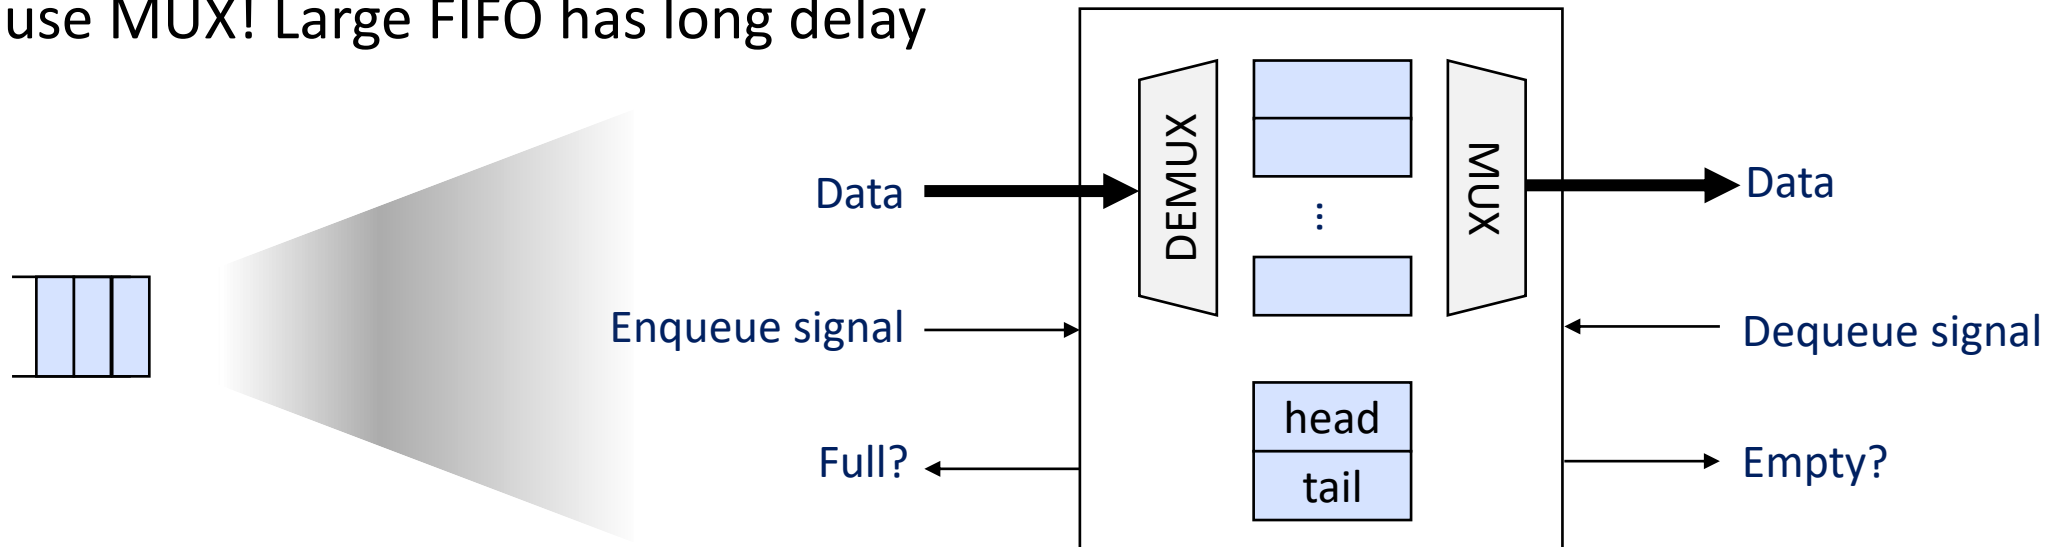 use MUX! Large FIFO has long delay
DEMUX
MUX
Data
Data
...
Enqueue signal
Dequeue signal
head
Full?
Empty?
tail